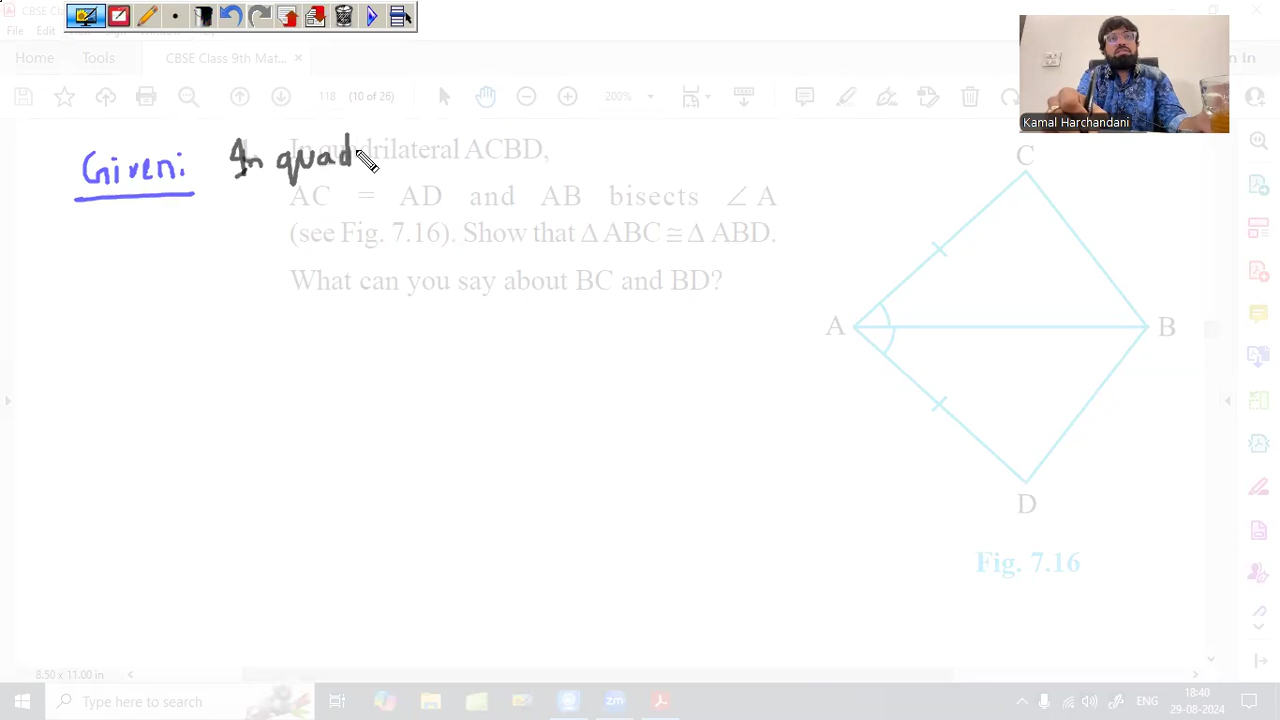 File
Edit
Home
Tools
CBSE Class 9th Mat...
118
(10 of 26)
200%
Kamal Harchandani
Given:
In quad
In quadrilateral ACBD,
AC = AD and AB bisects ∠ A
(see Fig. 7.16). Show that Δ ABC ≅ Δ ABD.
What can you say about BC and BD?
C
A
B
D
Fig. 7.16
8.50 x 11.00 in
Type here to search
zm
ENG
18:40
29-08-2024